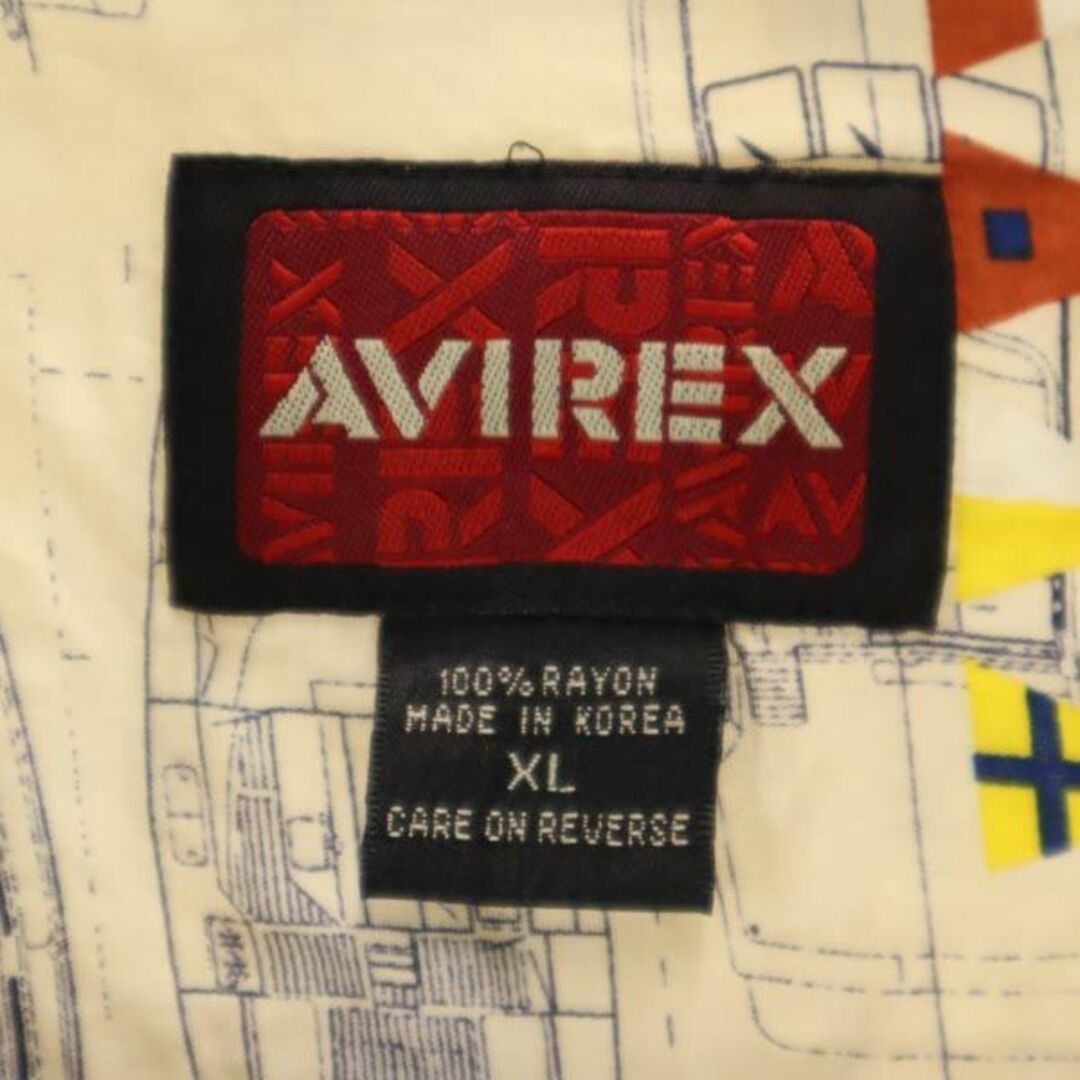 AVIREX
100% RAYON
MADE IN KOREA
XL
CARE ON REVERSE